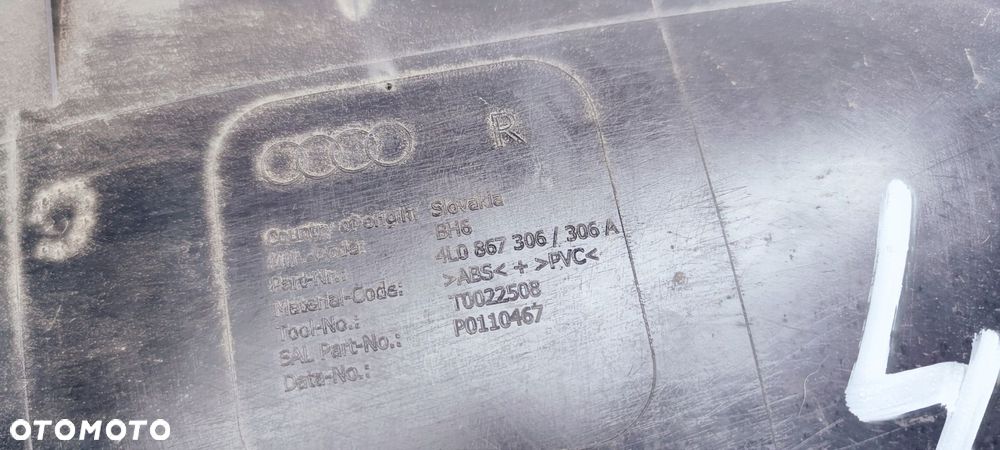 R
Country of Origin: Slovakia
BH6
Part-Nr.: 4L0 867 306 / 306 A
Material-Code: >ABS< + >PVC<
Tool-No.: T0022508
SAL Part-No.: P0110467
Data-No.:
4
OTOMOTO